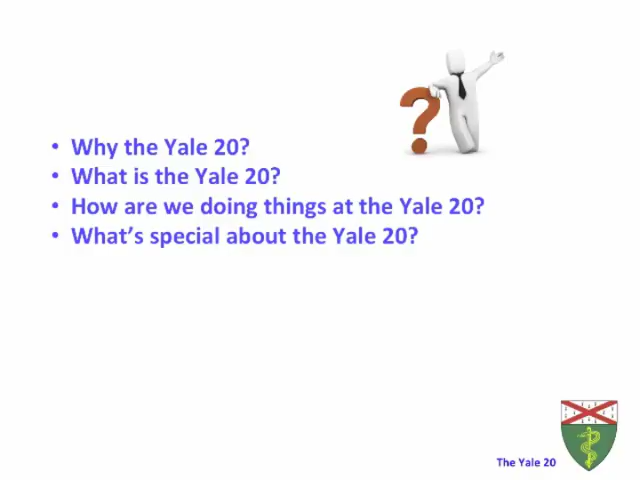 • Why the Yale 20?
• What is the Yale 20?
• How are we doing things at the Yale 20?
• What's special about the Yale 20?
The Yale 20